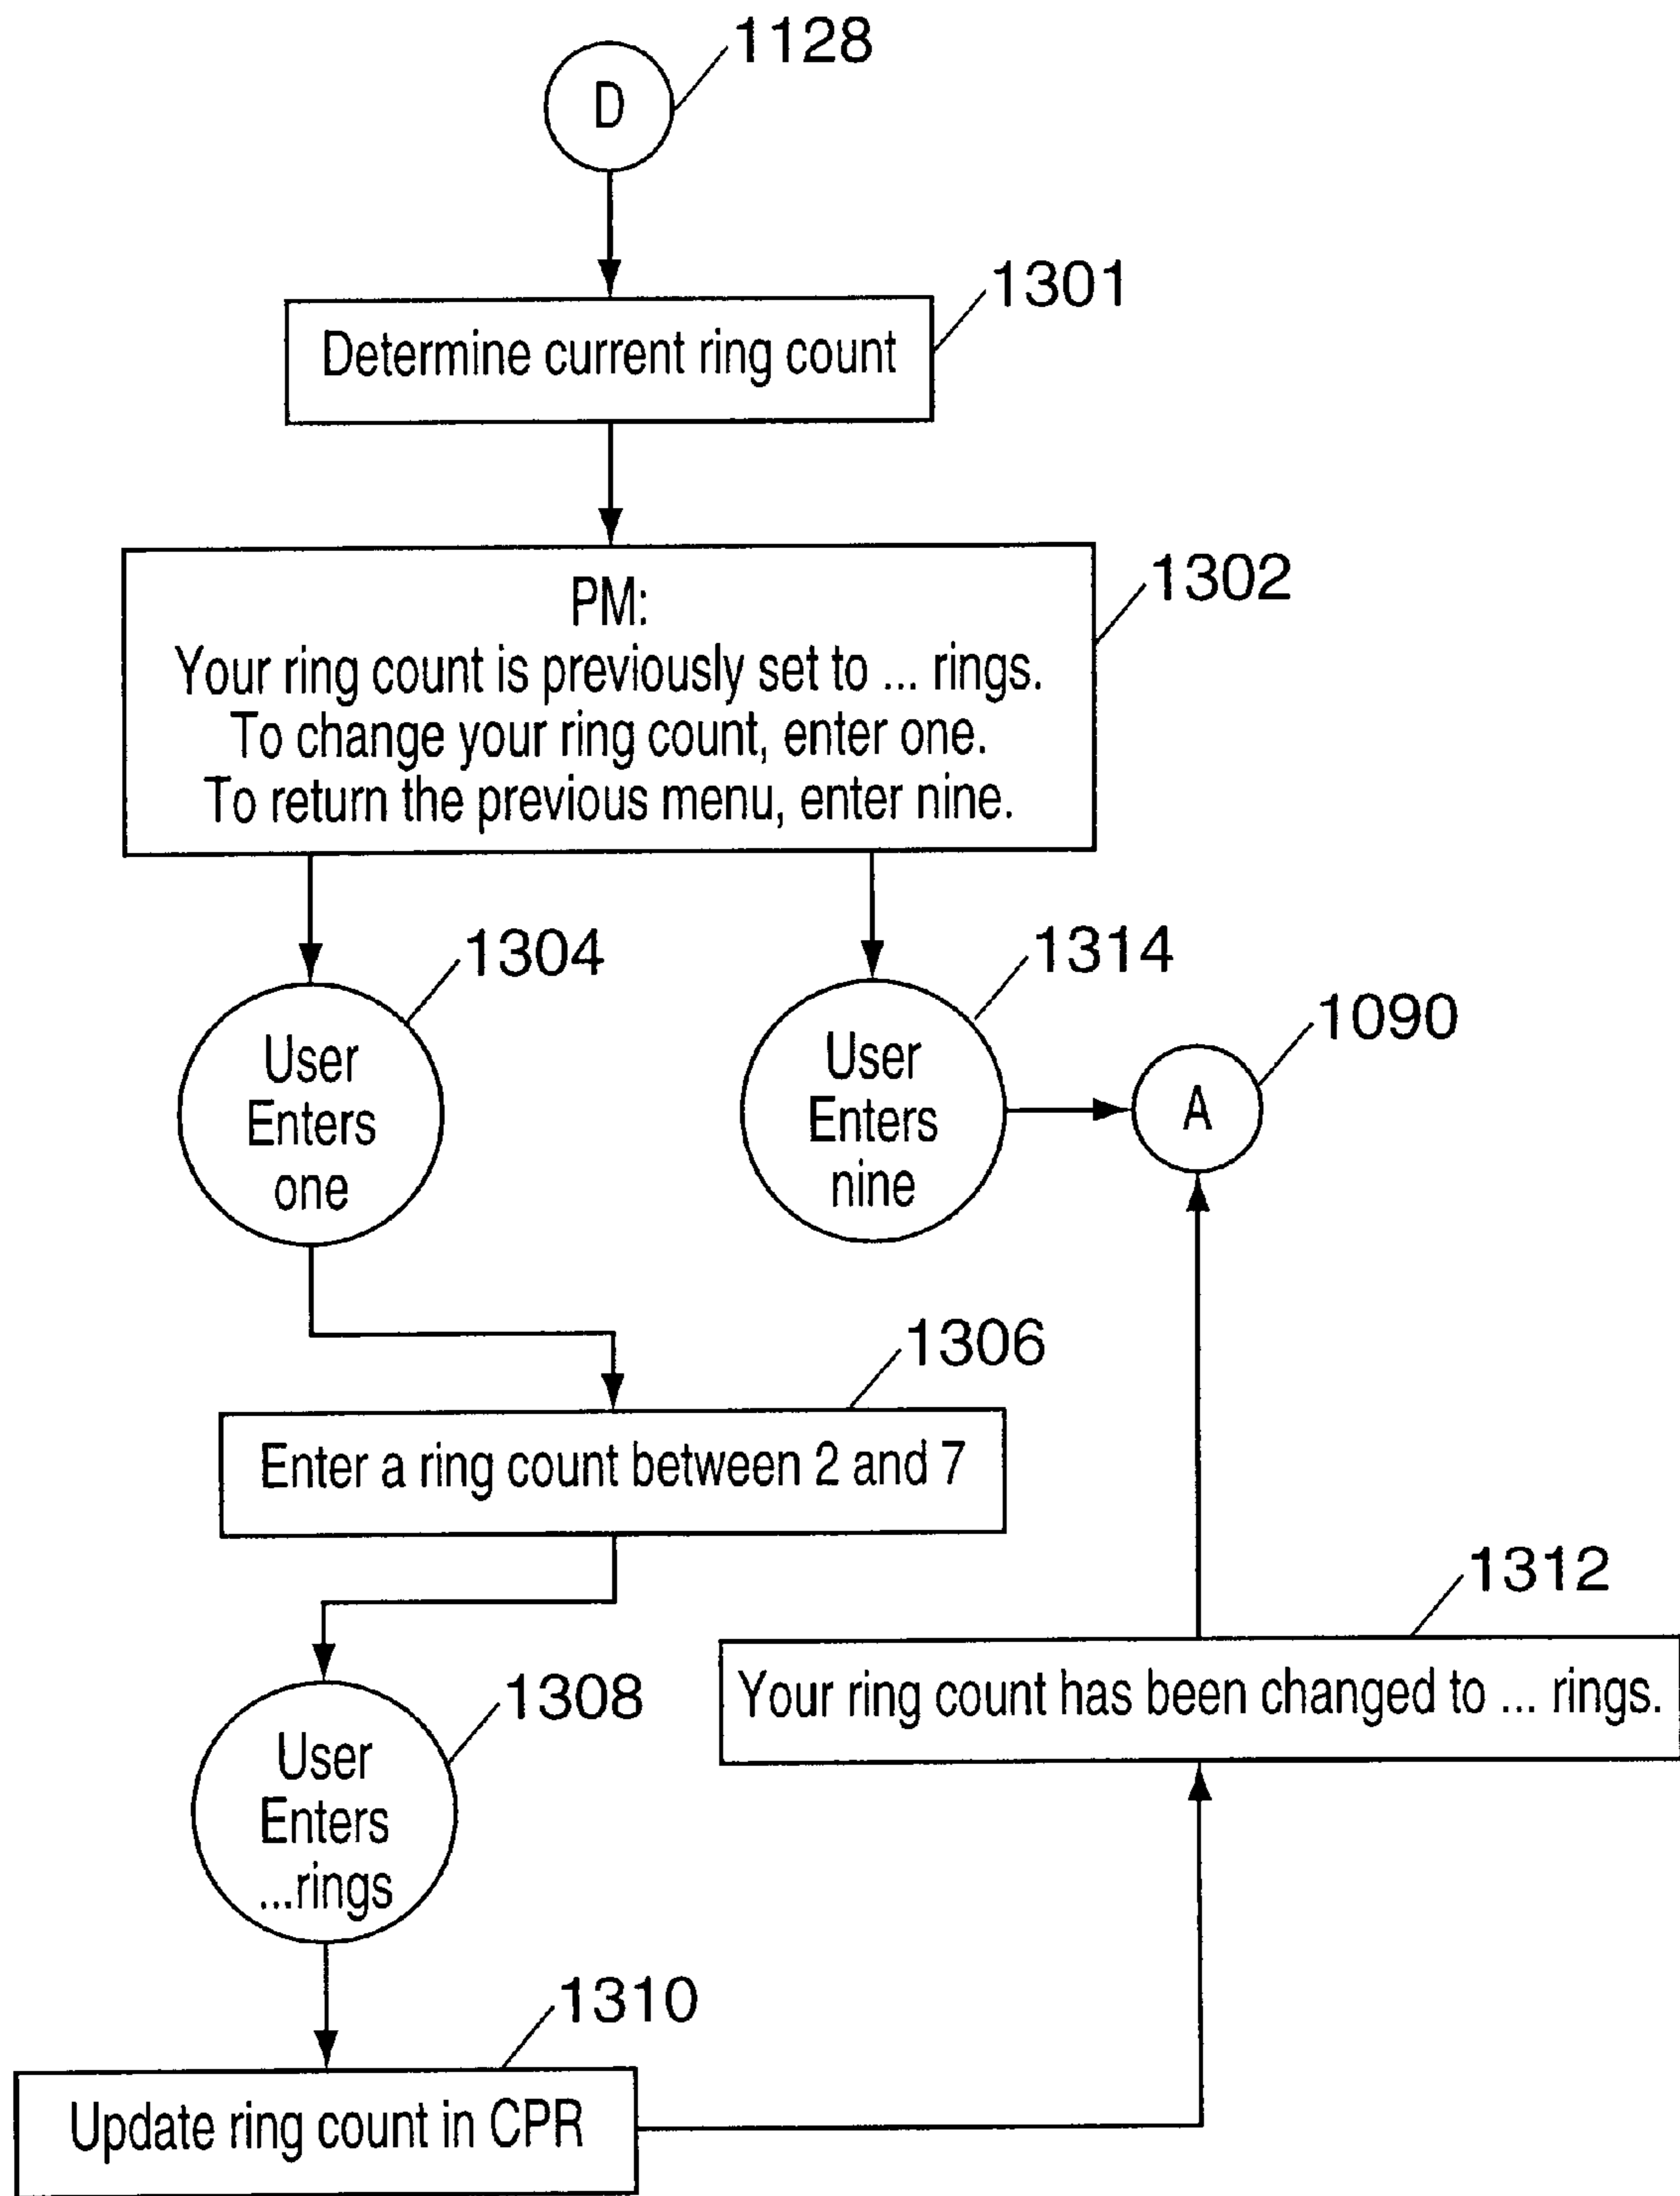 1128
D
1301
Determine current ring count
1302
PM:
Your ring count is previously set to ... rings.
To change your ring count, enter one.
To return the previous menu, enter nine.
1304
User
Enters
one
1314
User
Enters
nine
1090
A
1306
Enter a ring count between 2 and 7
1308
User
Enters
...rings
1312
Your ring count has been changed to ... rings.
1310
Update ring count in CPR